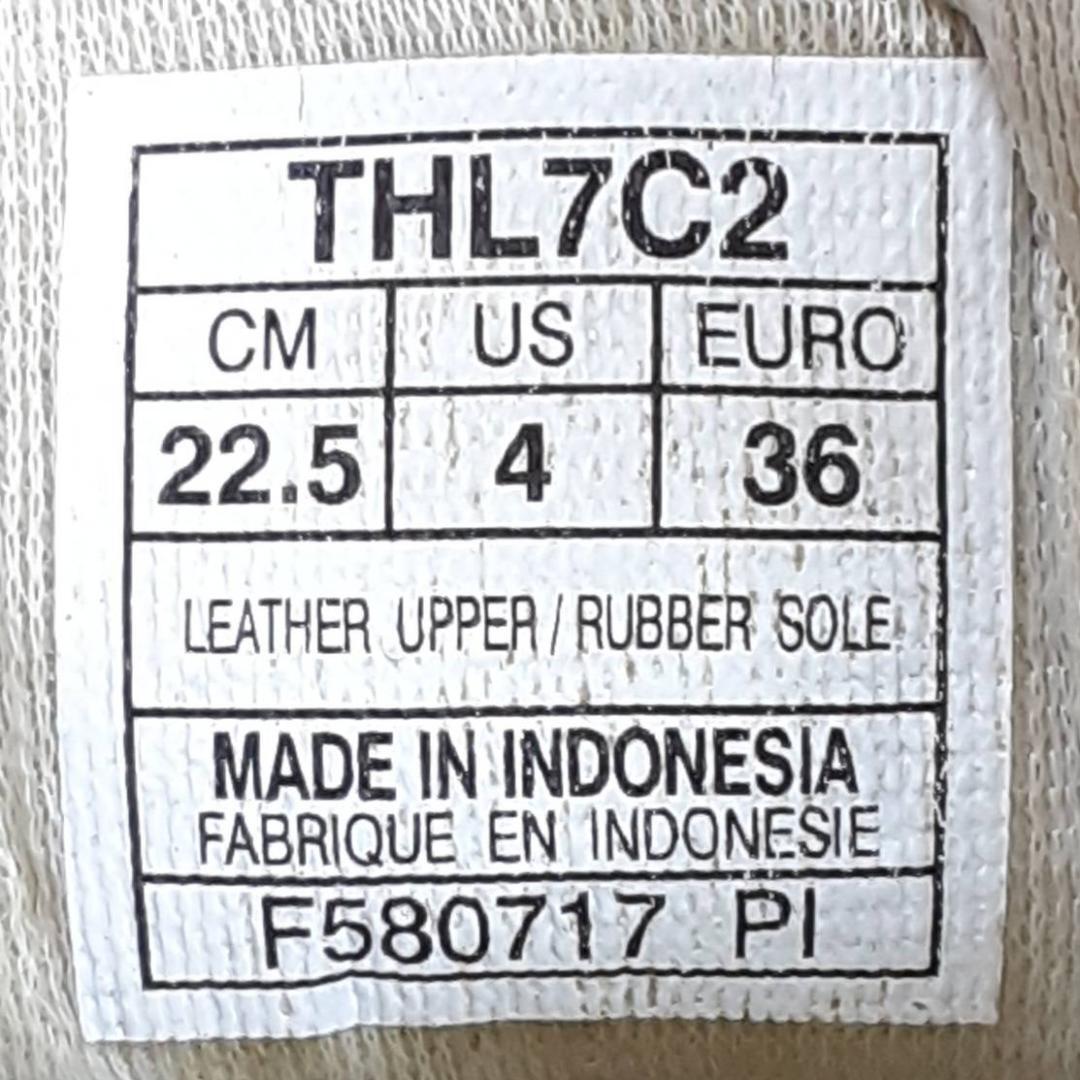 THL7C2
CM US EURO
22.5 4 36
LEATHER UPPER / RUBBER SOLE
MADE IN INDONESIA
FABRIQUE EN INDONESIE
F580717 PI